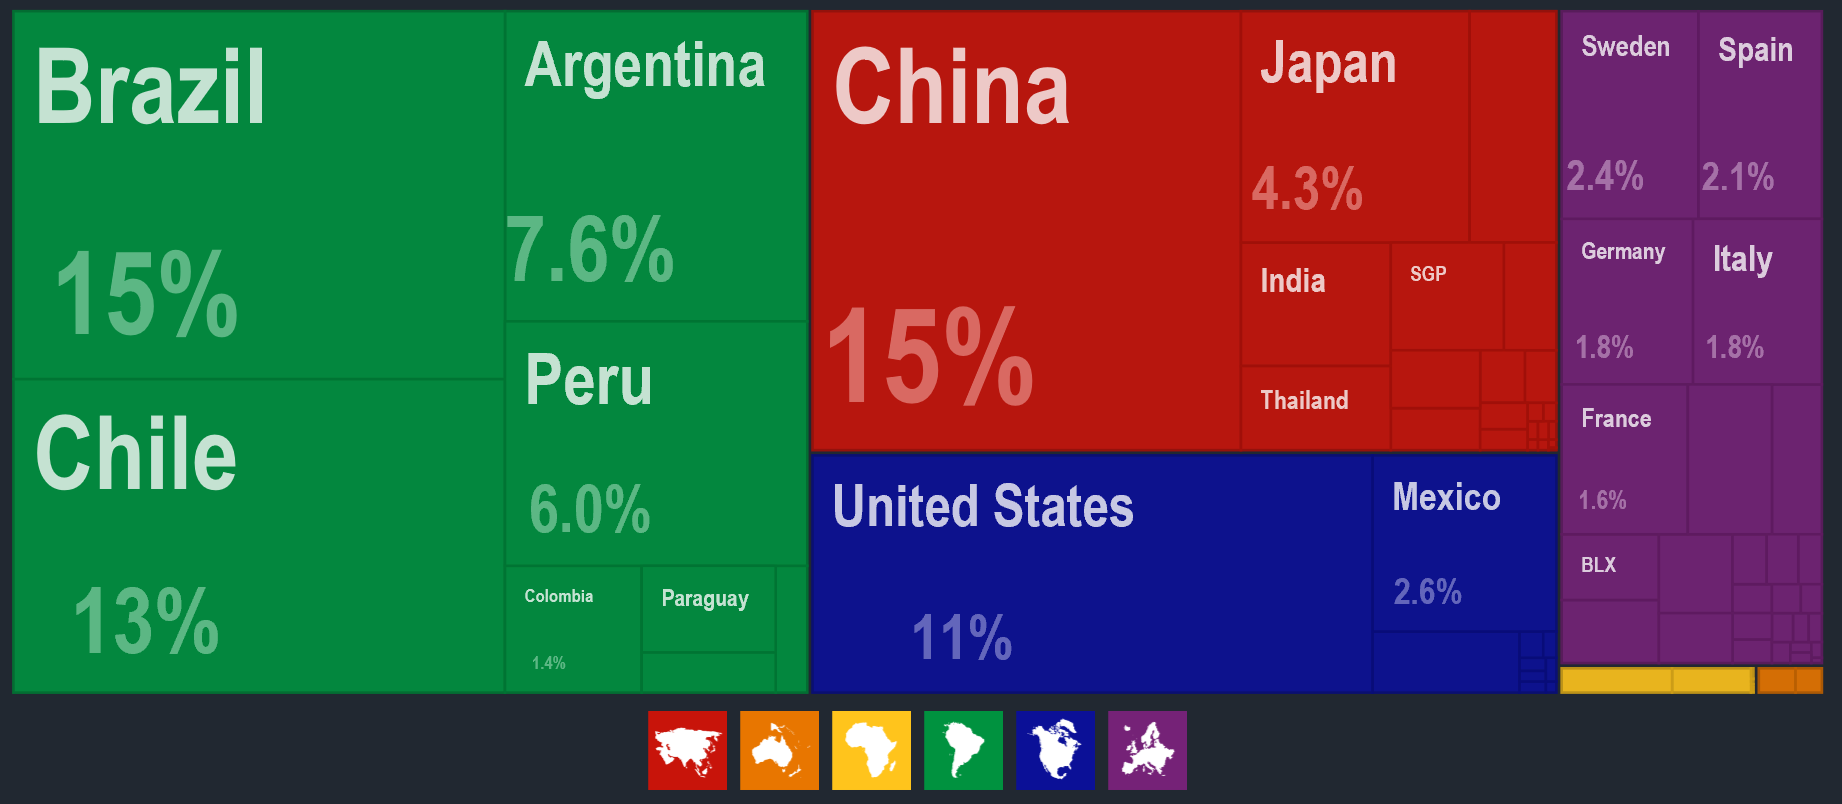 Brazil
15%
Chile
13%
Argentina
7.6%
Peru
6.0%
Colombia
1.4%
Paraguay
China
15%
Japan
4.3%
India
SGP
Thailand
United States
11%
Mexico
2.6%
Sweden
2.4%
Spain
2.1%
Germany
1.8%
Italy
1.8%
France
1.6%
BLX